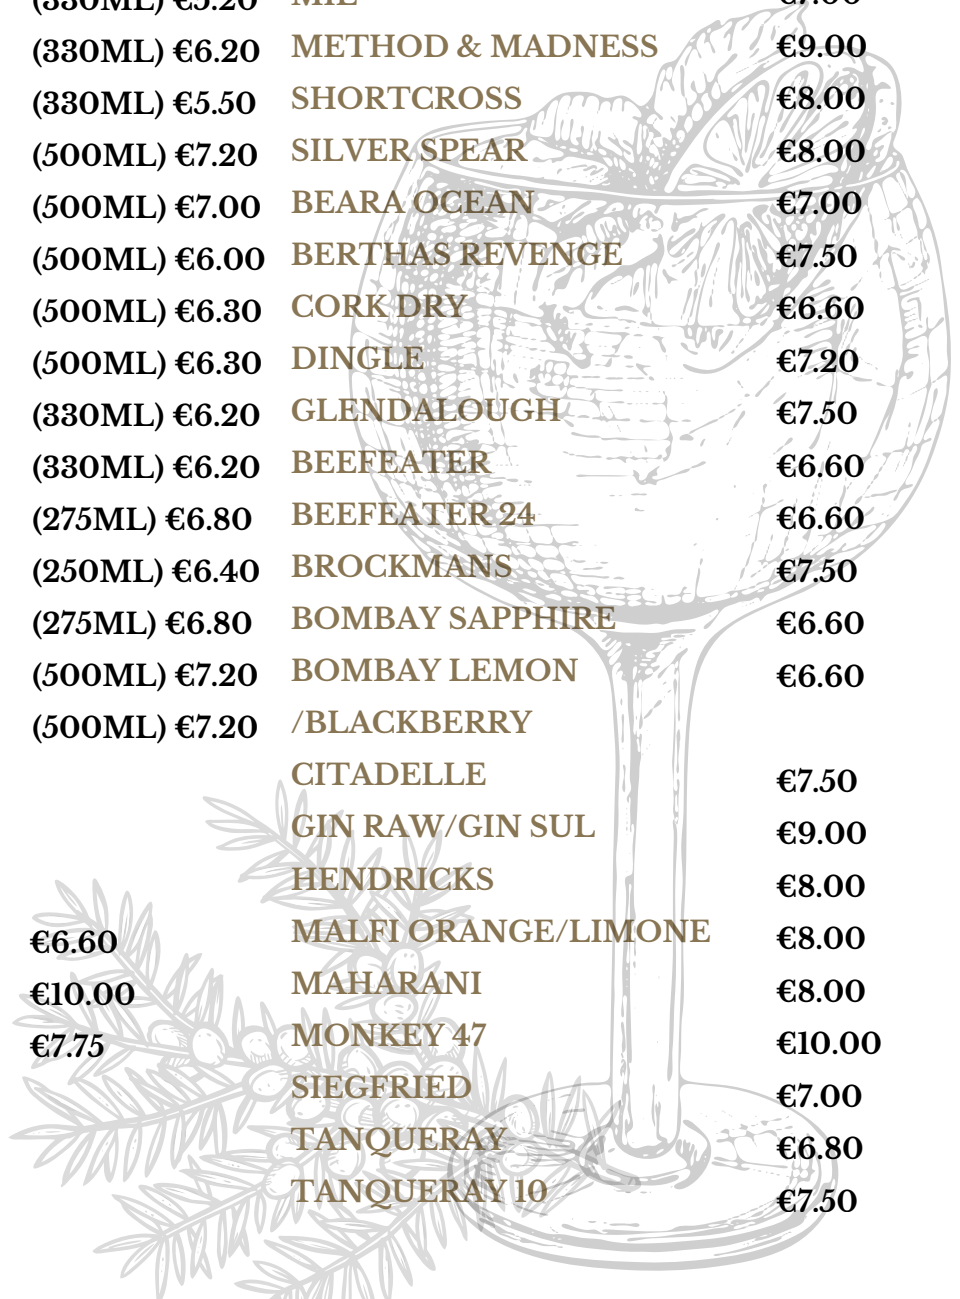 (330ML) €5.20 MIL €7.00
(330ML) €6.20 METHOD & MADNESS €9.00
(330ML) €5.50 SHORTCROSS €8.00
(500ML) €7.20 SILVER SPEAR €8.00
(500ML) €7.00 BEARA OCEAN €7.00
(500ML) €6.00 BERTHAS REVENGE €7.50
(500ML) €6.30 CORK DRY €6.60
(500ML) €6.30 DINGLE €7.20
(330ML) €6.20 GLENDALOUGH €7.50
(330ML) €6.20 BEEFEATER €6.60
(275ML) €6.80 BEEFEATER 24 €6.60
(250ML) €6.40 BROCKMANS €7.50
(275ML) €6.80 BOMBAY SAPPHIRE €6.60
(500ML) €7.20 BOMBAY LEMON €6.60
(500ML) €7.20 /BLACKBERRY
CITADELLE €7.50
GIN RAW/GIN SUL €9.00
HENDRICKS €8.00
€6.60 MALFI ORANGE/LIMONE €8.00
€10.00 MAHARANI €8.00
€7.75 MONKEY 47 €10.00
SIEGFRIED €7.00
TANQUERAY €6.80
TANQUERAY 10 €7.50